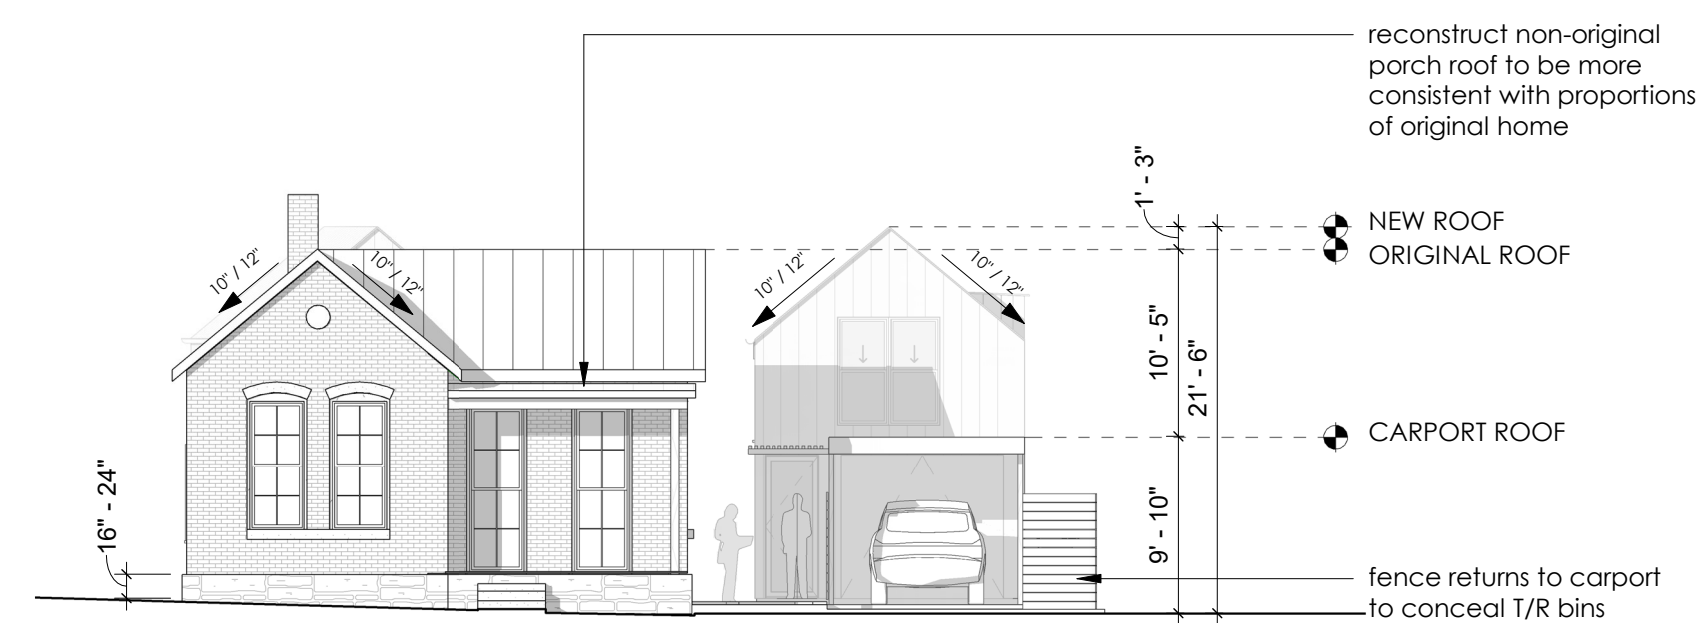 reconstruct non-original
porch roof to be more
consistent with proportions
of original home
1' - 3"
NEW ROOF
ORIGINAL ROOF
10" / 12"
10" / 12"
10" / 12"
10" / 12"
10' - 5"
21' - 6"
CARPORT ROOF
16" - 24"
9' - 10"
fence returns to carport
to conceal T/R bins